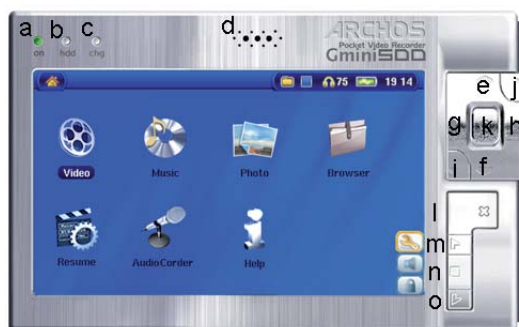 a b c d
ARCHOS
Pocket Video Recorder
Gmini500
on hdd chg
75 19 14
e j
g k h
i f
Video Music Photo Browser
l
Resume AudioCorder Help
m
n
o